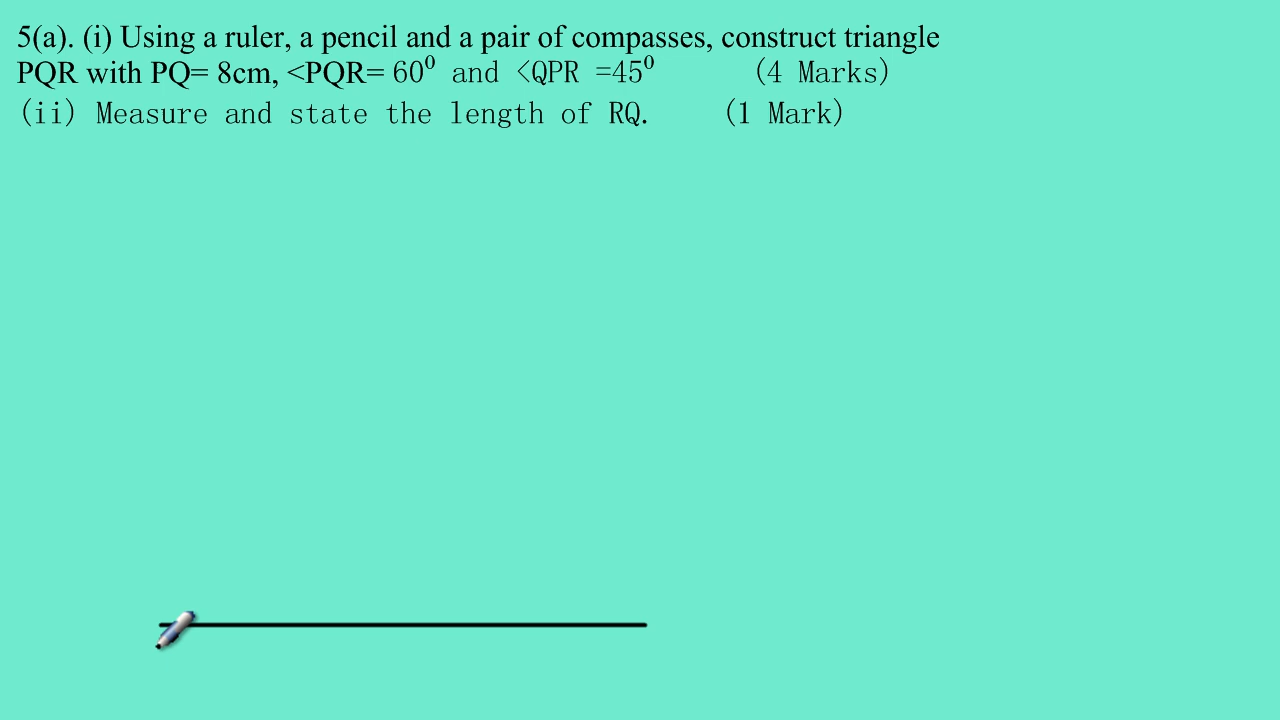 5(a). (i) Using a ruler, a pencil and a pair of compasses, construct triangle
PQR with PQ= 8cm, <PQR= 60⁰ and <QPR =45⁰ (4 Marks)
(ii) Measure and state the length of RQ. (1 Mark)